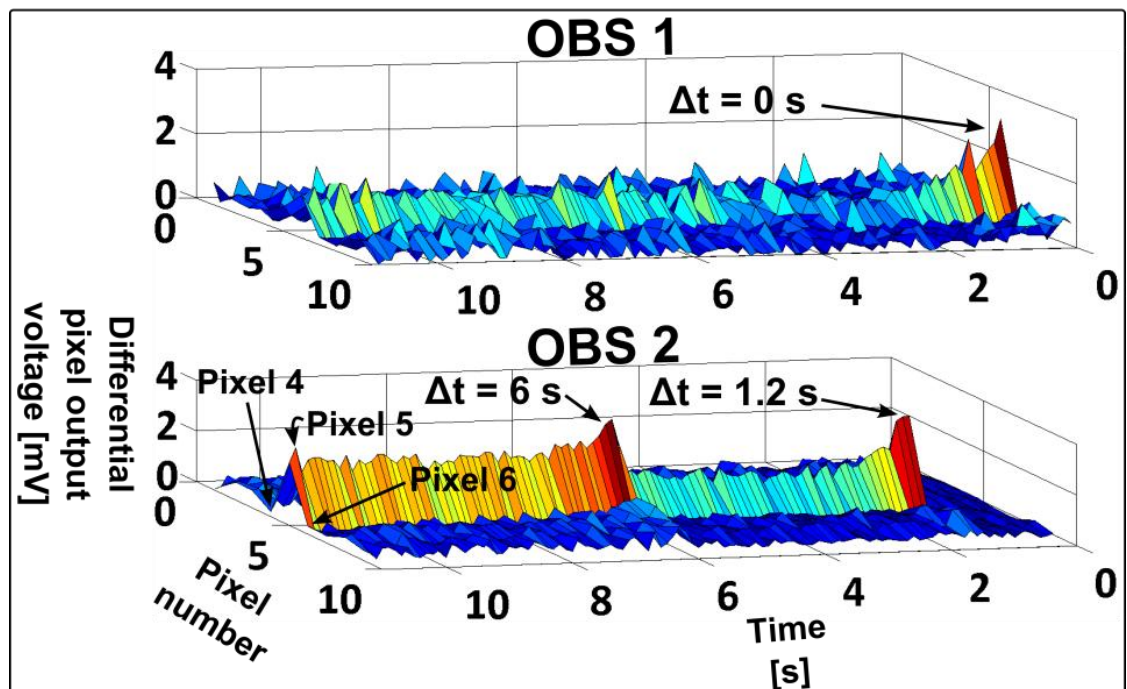 OBS 1
4
2
0
0
5
10
Δt = 0 s
10
8
6
4
2
0
OBS 2
4
2
0
0
5
10
Pixel 4
Pixel 5
Pixel 6
Δt = 6 s
Δt = 1.2 s
10
8
6
4
2
0
Differential
pixel output
voltage [mV]
Pixel
number
Time
[s]